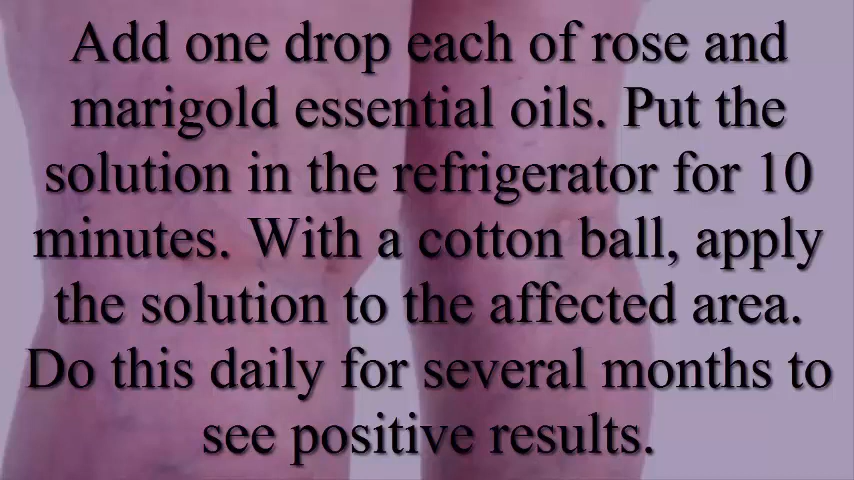 Add one drop each of rose and
marigold essential oils. Put the
solution in the refrigerator for 10
minutes. With a cotton ball, apply
the solution to the affected area.
Do this daily for several months to
see positive results.